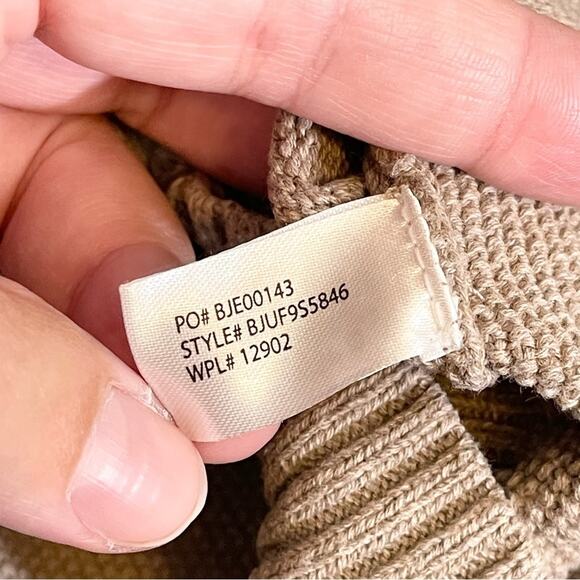 PO# BJE00143
STYLE# BJUF9S5846
WPL# 12902